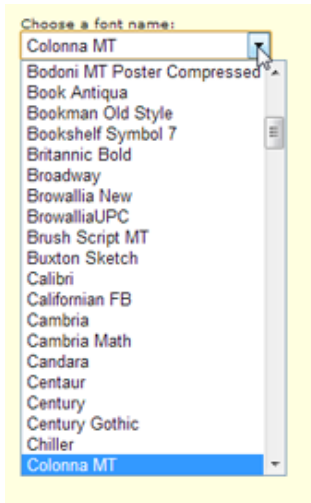 Choose a font name:
Colonna MT
Bodoni MT Poster Compressed
Book Antiqua
Bookman Old Style
Bookshelf Symbol 7
Britannic Bold
Broadway
Browallia New
BrowalliaUPC
Brush Script MT
Buxton Sketch
Calibri
Californian FB
Cambria
Cambria Math
Candara
Centaur
Century
Century Gothic
Chiller
Colonna MT